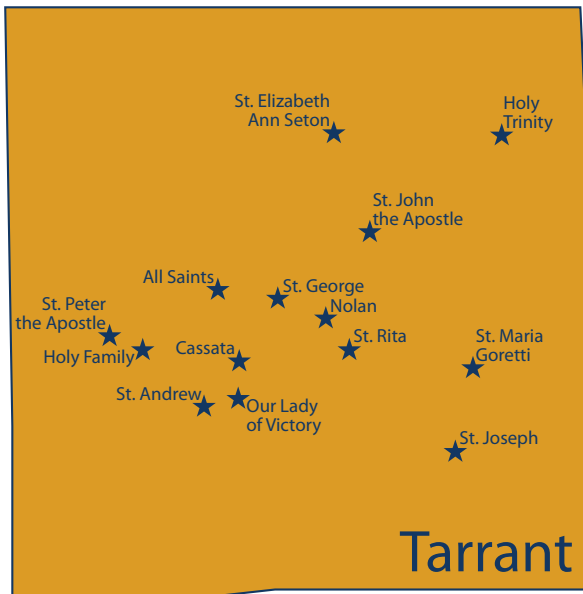 St. Elizabeth
Ann Seton
Holy
Trinity
St. John
the Apostle
All Saints
St. George
Nolan
St. Peter
the Apostle
Holy Family
Cassata
St. Rita
St. Maria
Goretti
St. Andrew
Our Lady
of Victory
St. Joseph
Tarrant